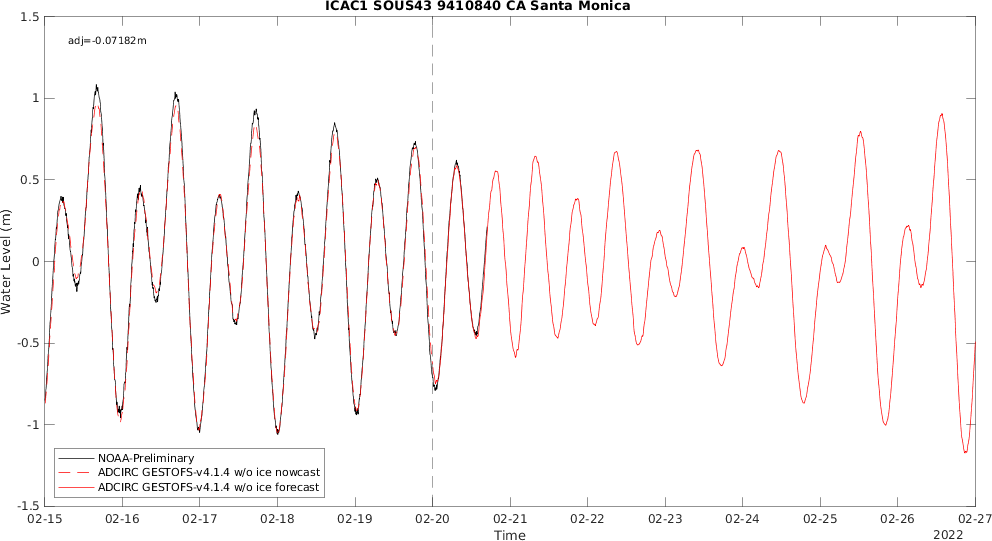 ICAC1 SOUS43 9410840 CA Santa Monica
adj=-0.07182m
1.5
1
0.5
0
-0.5
-1
-1.5
Water Level (m)
NOAA-Preliminary
ADCIRC GESTOFS-v4.1.4 w/o ice nowcast
ADCIRC GESTOFS-v4.1.4 w/o ice forecast
02-15 02-16 02-17 02-18 02-19 02-20 02-21 02-22 02-23 02-24 02-25 02-26 02-27
Time
2022